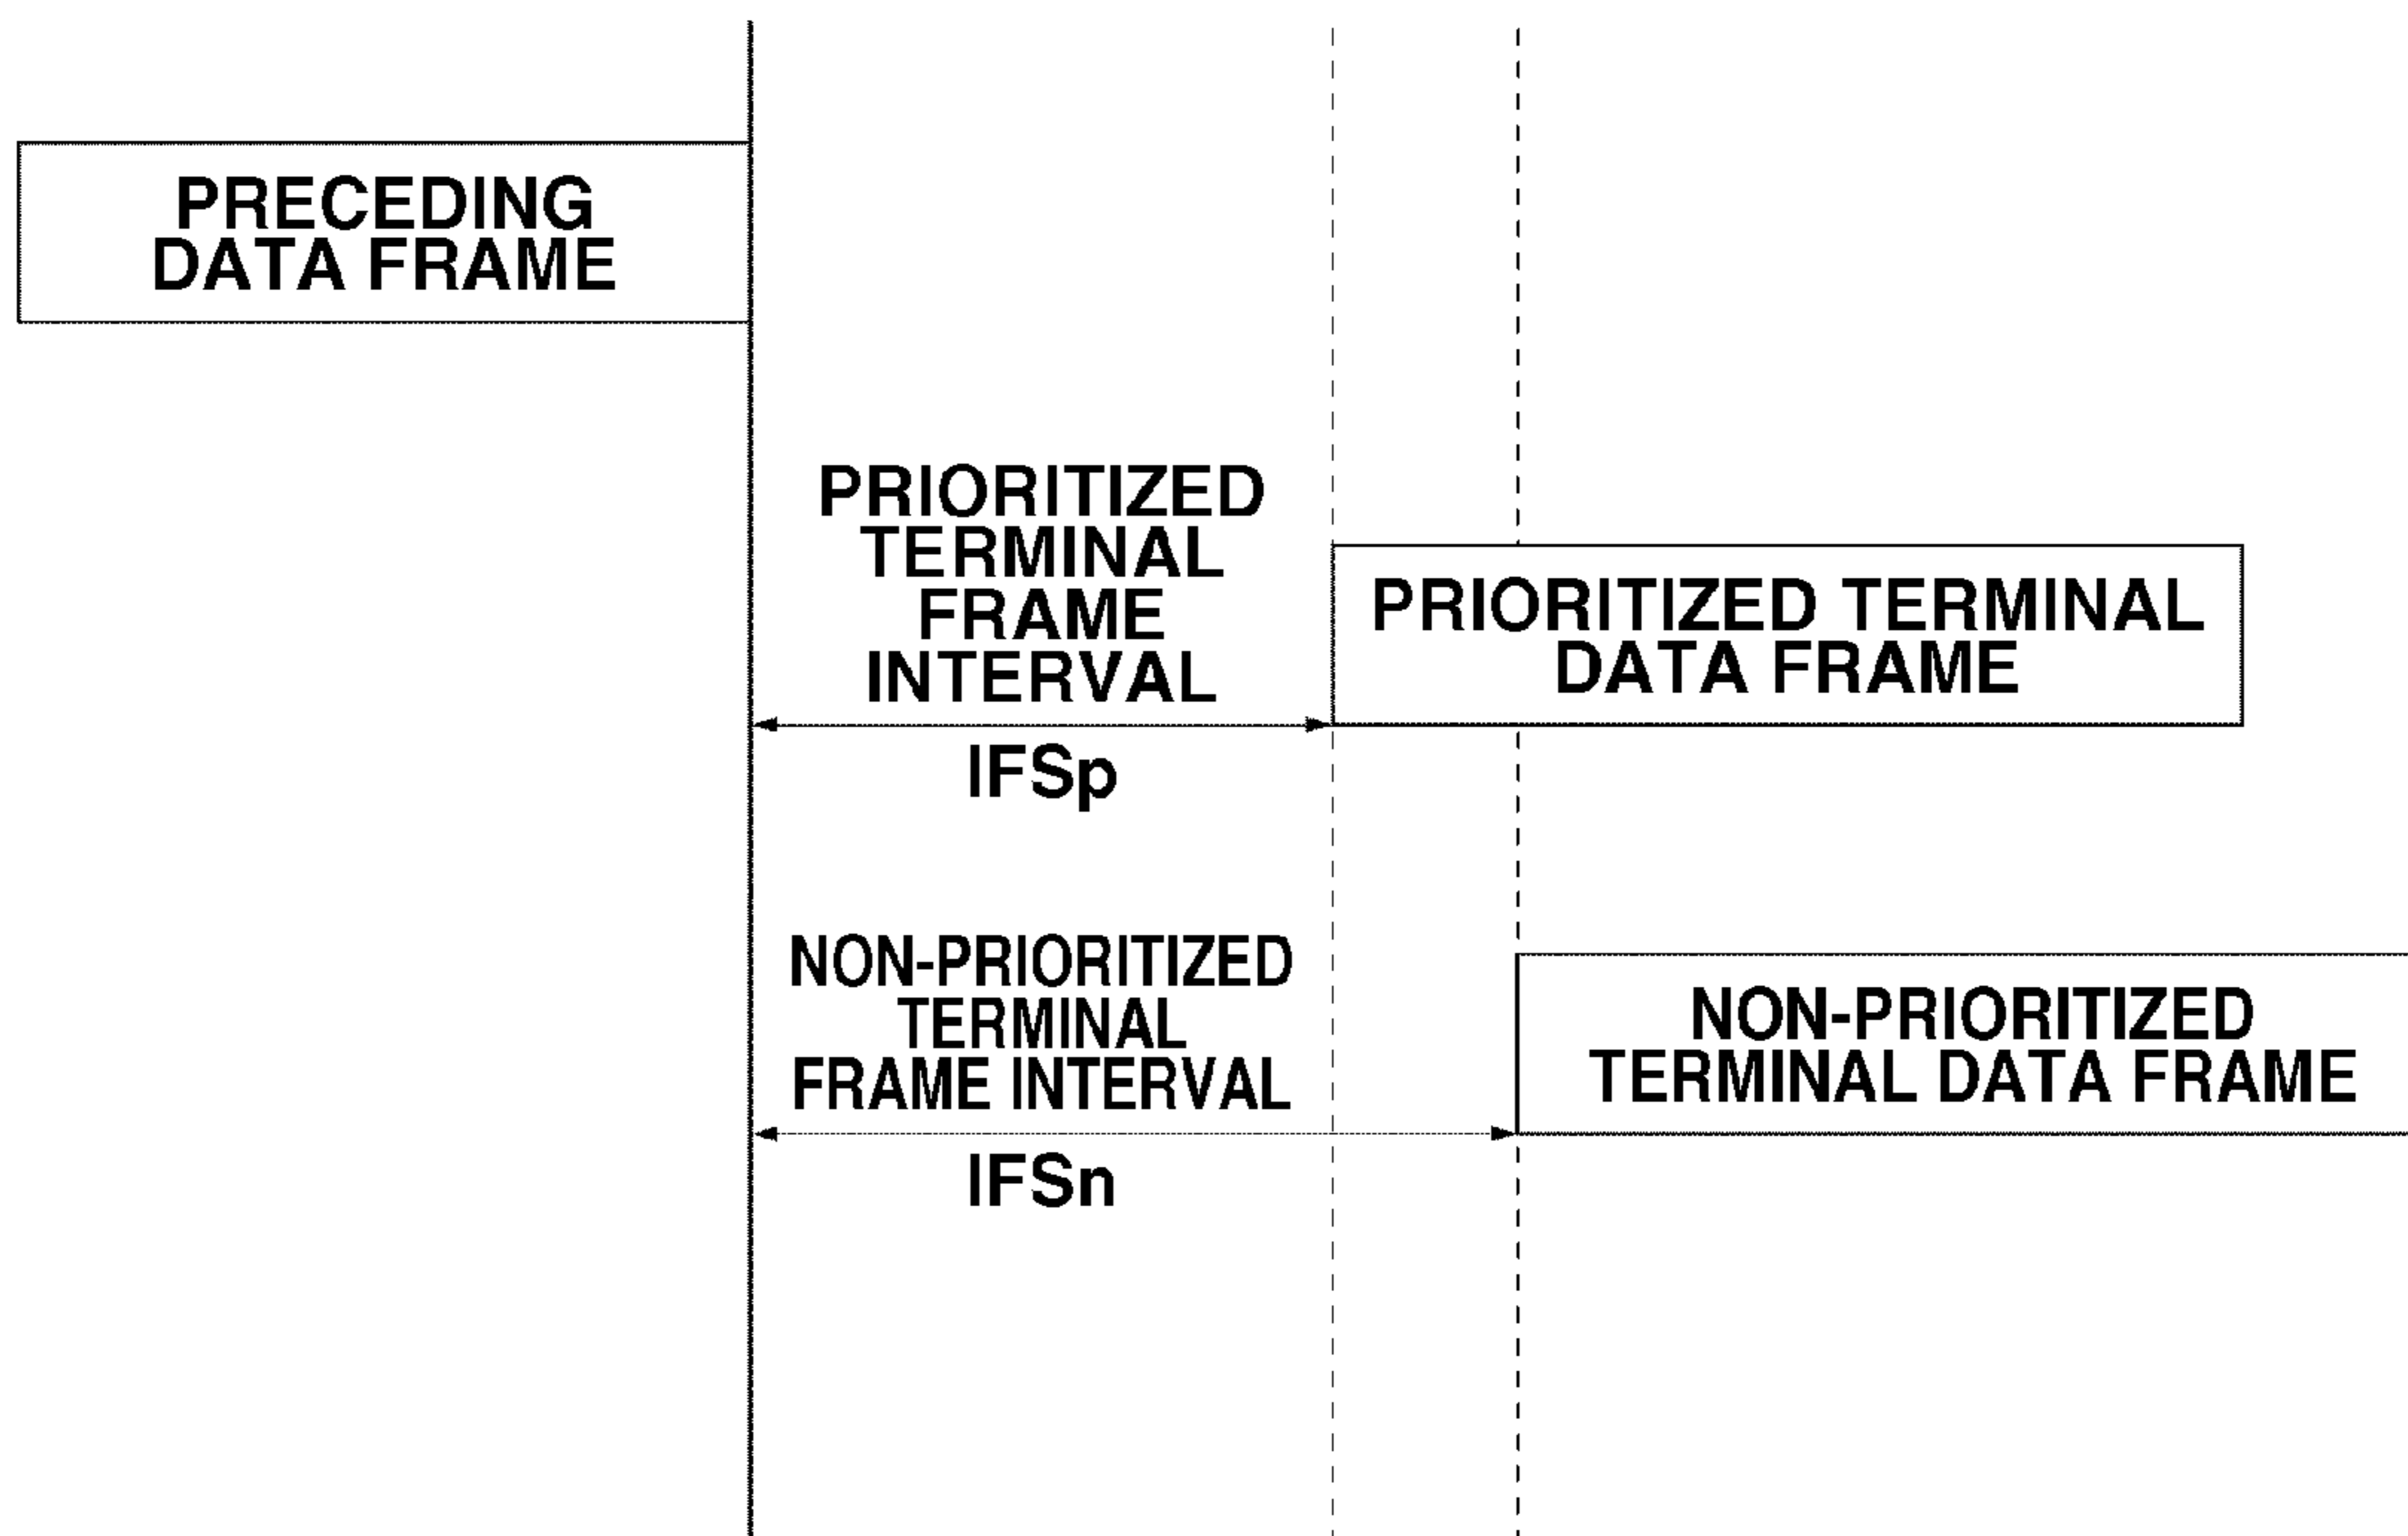 PRECEDING
DATA FRAME
PRIORITIZED
TERMINAL
FRAME
INTERVAL
IFSp
PRIORITIZED TERMINAL
DATA FRAME
NON-PRIORITIZED
TERMINAL
FRAME INTERVAL
IFSn
NON-PRIORITIZED
TERMINAL DATA FRAME